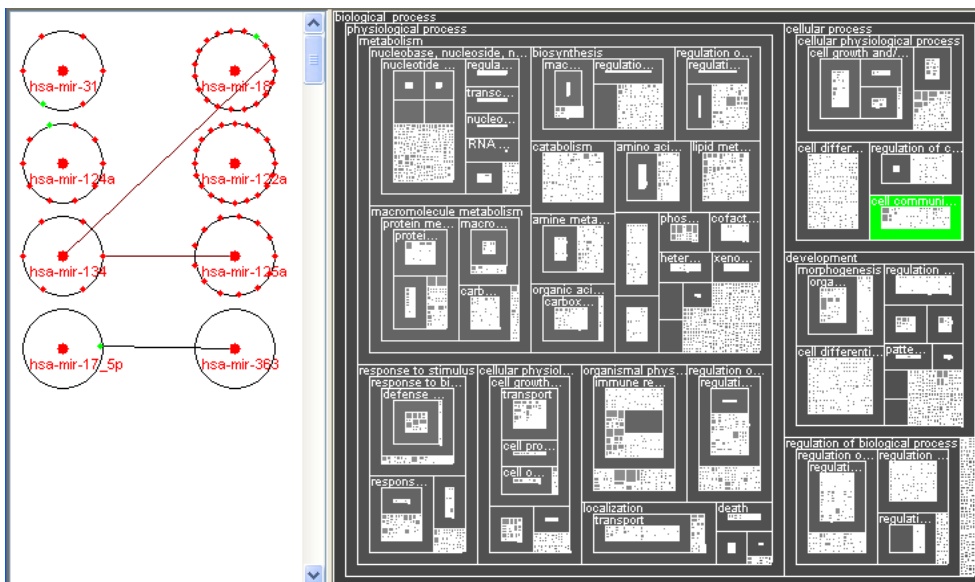 hsa-mir-31
hsa-mir-18
hsa-mir-124a
hsa-mir-122a
hsa-mir-134
hsa-mir-125a
hsa-mir-17_5p
hsa-mir-363
biological_process
physiological process
metabolism
nucleobase, nucleoside, n...
nucleotide ...
regula...
transc...
nucleo...
RNA ...
biosynthesis
mac...
regulatio...
regulation o...
regulati...
catabolism
amino aci...
lipid met...
macromolecule metabolism
protein me...
protei...
macro...
carb...
amine meta...
organic aci...
carbox...
phos...
cofact...
heter...
xeno...
response to stimulus
response to bi...
defense ...
respons...
cellular physiol...
cell growth...
transport
cell pro...
cell o...
organismal phys...
immune re...
regulation o...
regulati...
localization
transport
death
cellular process
cellular physiological process
cell growth and/...
cell differ...
regulation of c...
cell communi...
development
morphogenesis
orga...
regulation ...
cell differenti...
patte...
regulation of biological process
regulation o...
regulati...
regulation ...
regulati...